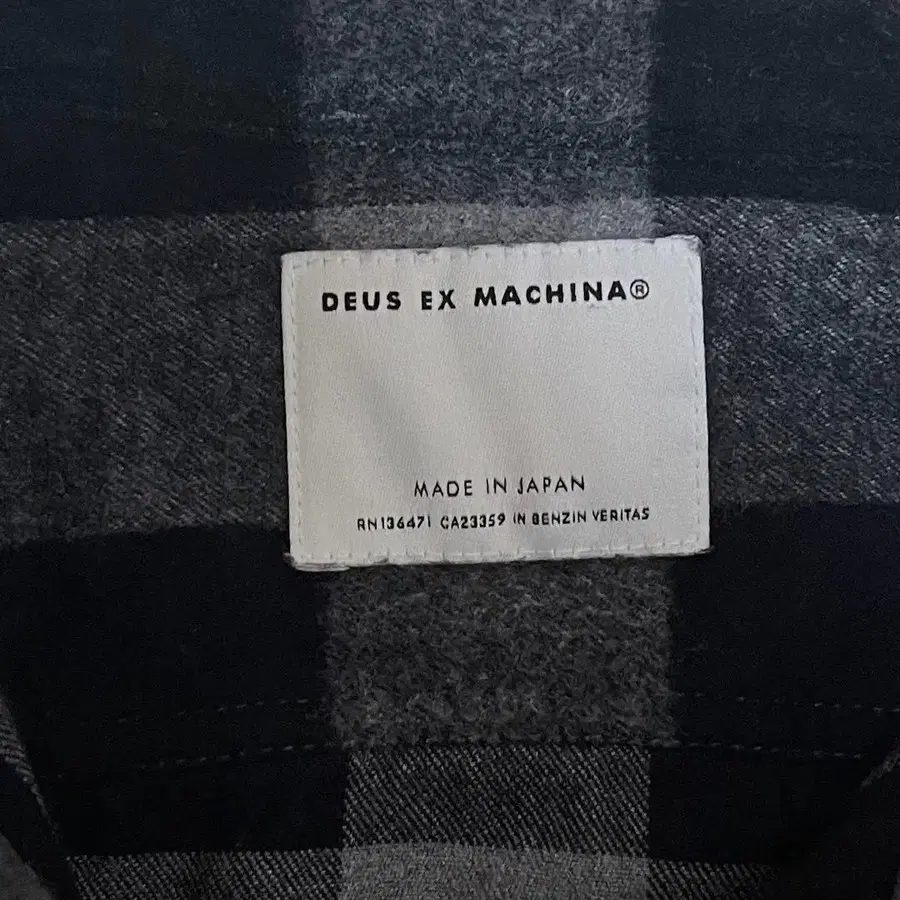 DEUS EX MACHINA®
MADE IN JAPAN
RN136471 CA23359 IN BENZIN VERITAS